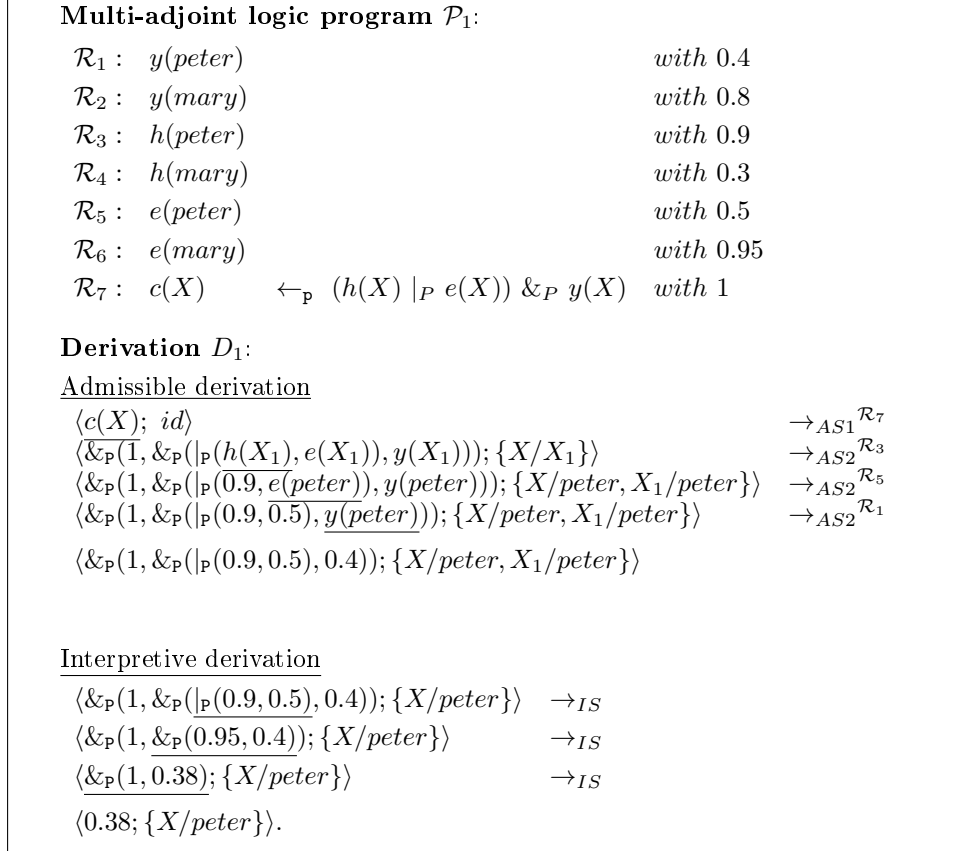 Multi-adjoint logic program 𝒫₁:
ℛ₁ : y(peter) with 0.4
ℛ₂ : y(mary) with 0.8
ℛ₃ : h(peter) with 0.9
ℛ₄ : h(mary) with 0.3
ℛ₅ : e(peter) with 0.5
ℛ₆ : e(mary) with 0.95
ℛ₇ : c(X) ←ₚ (h(X) |_P e(X)) &_P y(X) with 1
Derivation D₁:
Admissible derivation
⟨c(X); id⟩ →_{AS1}^{ℛ₇}
⟨&ₚ(1, &ₚ(|ₚ(h(X₁), e(X₁)), y(X₁))); {X/X₁}⟩ →_{AS2}^{ℛ₃}
⟨&ₚ(1, &ₚ(|ₚ(0.9, e(peter)), y(peter))); {X/peter, X₁/peter}⟩ →_{AS2}^{ℛ₅}
⟨&ₚ(1, &ₚ(|ₚ(0.9, 0.5), y(peter))); {X/peter, X₁/peter}⟩ →_{AS2}^{ℛ₁}
⟨&ₚ(1, &ₚ(|ₚ(0.9, 0.5), 0.4)); {X/peter, X₁/peter}⟩
Interpretive derivation
⟨&ₚ(1, &ₚ(|ₚ(0.9, 0.5), 0.4)); {X/peter}⟩ →_{IS}
⟨&ₚ(1, &ₚ(0.95, 0.4)); {X/peter}⟩ →_{IS}
⟨&ₚ(1, 0.38); {X/peter}⟩ →_{IS}
⟨0.38; {X/peter}⟩.